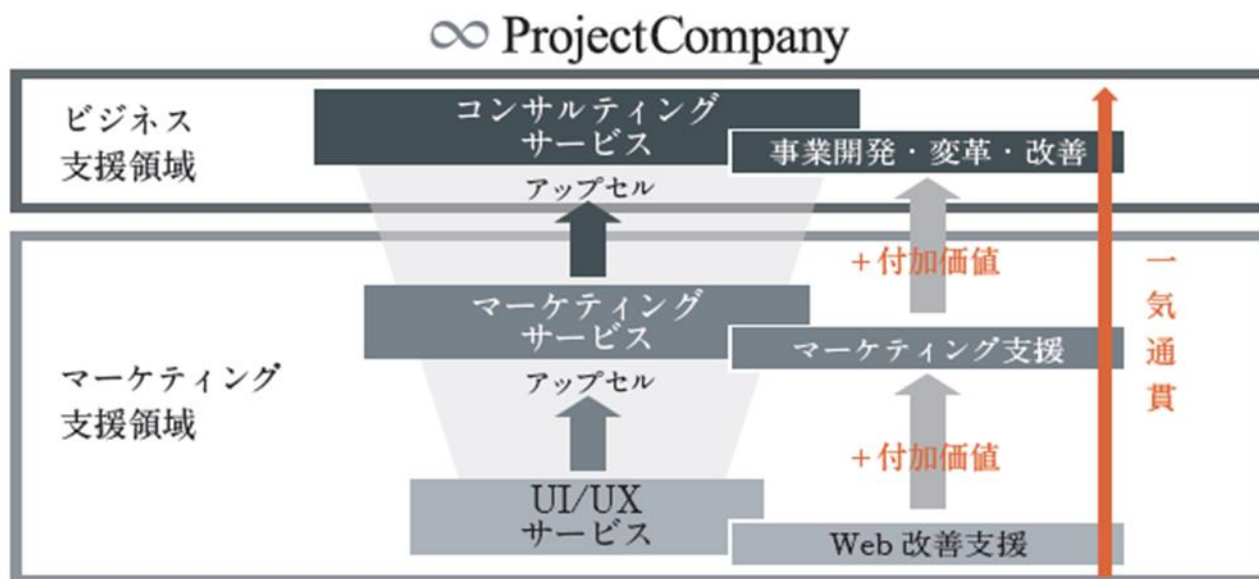 ∞ ProjectCompany
ビジネス
支援領域
コンサルティング
サービス
事業開発・変革・改善
アップセル
+付加価値
マーケティング
支援領域
マーケティング
サービス
マーケティング支援
アップセル
+付加価値
UI/UX
サービス
Web 改善支援
一気通貫